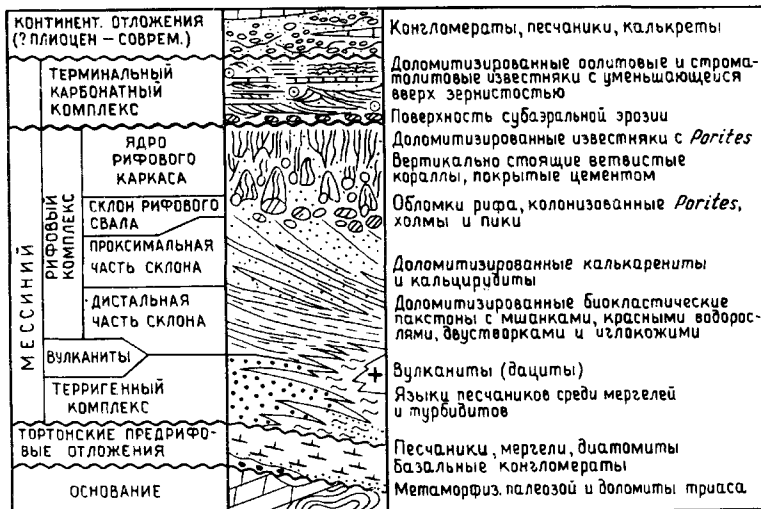 КОНТИНЕНТ. ОТЛОЖЕНИЯ
(? ПЛИОЦЕН – СОВРЕМ.)
Конгломераты, песчаники, калькреты
МЕССИНИЙ
ТЕРМИНАЛЬНЫЙ
КАРБОНАТНЫЙ
КОМПЛЕКС
Доломитизированные оолитовые и строма-
толитовые известняки с уменьшающейся
вверх зернистостью
Поверхность субаэральной эрозии
РИФОВЫЙ
КОМПЛЕКС
ЯДРО
РИФОВОГО
КАРКАСА
Доломитизированные известняки с Porites
Вертикально стоящие ветвистые
кораллы, покрытые цементом
СКЛОН РИФОВОГО
СВАЛА
Обломки рифа, колонизованные Porites,
холмы и пики
ПРОКСИМАЛЬНАЯ
ЧАСТЬ СКЛОНА
Доломитизированные калькарениты
и кальцирудиты
ДИСТАЛЬНАЯ
ЧАСТЬ СКЛОНА
Доломитизированные биокластические
пакстоны с мшанками, красными водорос-
лями, двустворками и иглокожими
ВУЛКАНИТЫ
Вулканиты (дациты)
ТЕРРИГЕННЫЙ
КОМПЛЕКС
Языки песчаников среди мергелей
и турбидитов
ТОРТОНСКИЕ ПРЕДРИФО-
ВЫЕ ОТЛОЖЕНИЯ
Песчаники, мергели, диатомиты
Базальные конгломераты
ОСНОВАНИЕ
Метаморфиз. палеозой и доломиты триаса